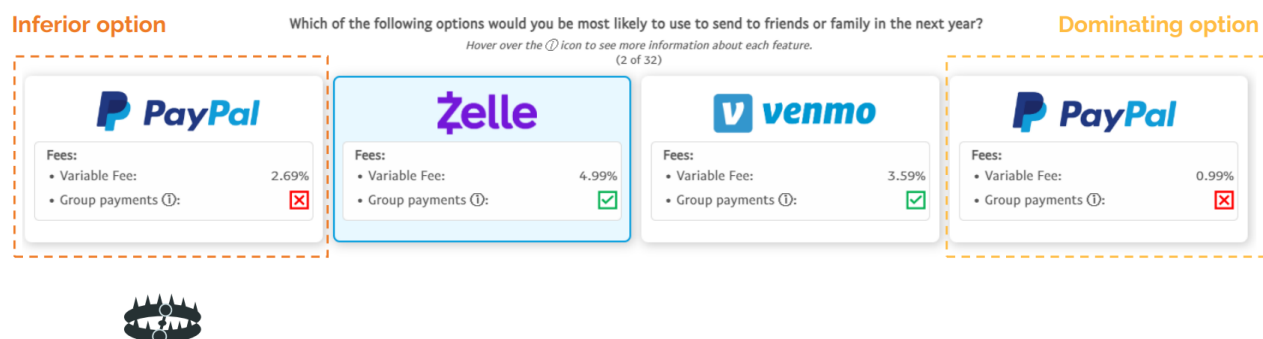 Inferior option
Which of the following options would you be most likely to use to send to friends or family in the next year?
Dominating option
Hover over the ⓘ icon to see more information about each feature.
(2 of 32)
PayPal
Fees:
• Variable Fee: 2.69%
• Group payments ⓘ:
Zelle
Fees:
• Variable Fee: 4.99%
• Group payments ⓘ:
V venmo
Fees:
• Variable Fee: 3.59%
• Group payments ⓘ:
PayPal
Fees:
• Variable Fee: 0.99%
• Group payments ⓘ: